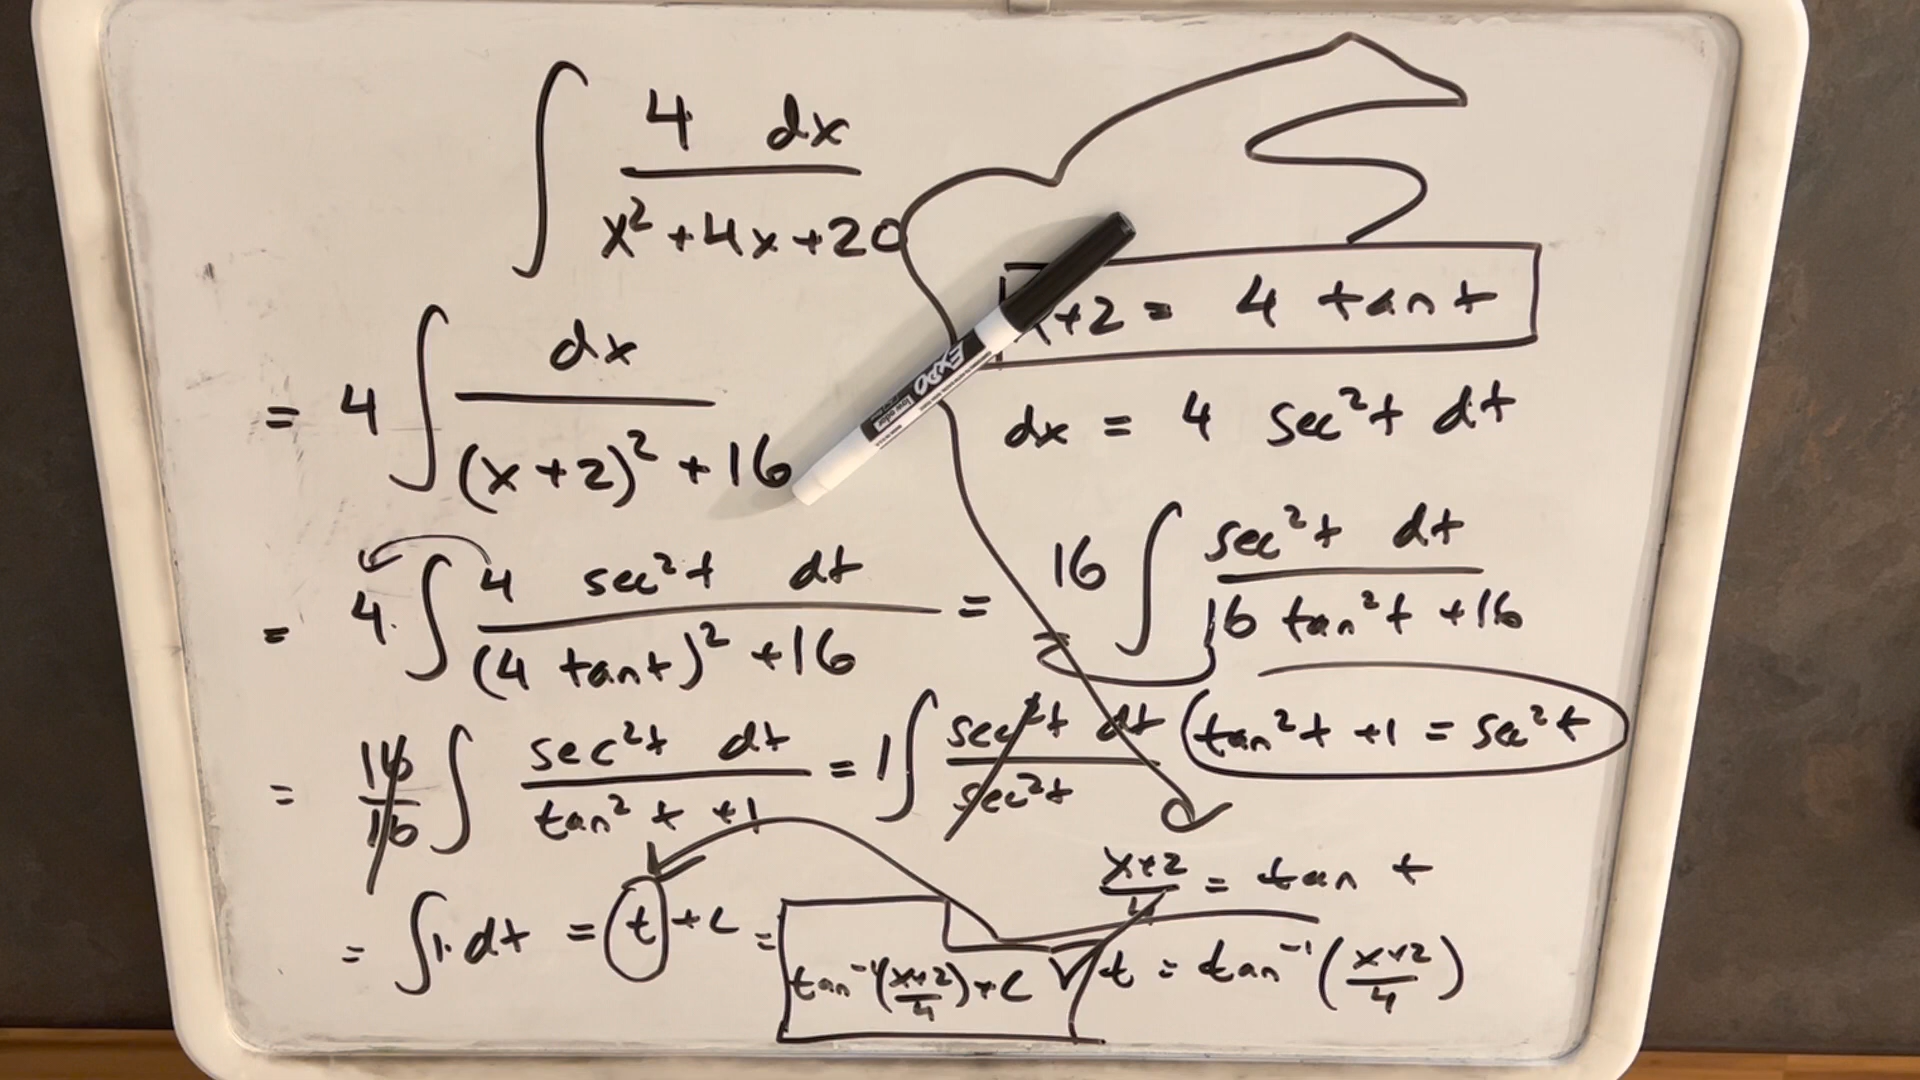 ∫ 4 dx / (x² + 4x + 20)
= 4 ∫ dx / ((x + 2)² + 16)
+2 = 4 tan t
dx = 4 sec² t dt
EXPO
low odor
= 4 · ∫ 4 sec² t dt / ((4 tan t)² + 16) = 16 ∫ sec² t dt / (16 tan² t + 16)
= 16/16 ∫ sec² t dt / (tan² t + 1) = 1 ∫ sec² t dt / sec² t
(tan² t + 1 = sec² t
= ∫ 1 · dt = t + c = tan⁻¹((x+2)/4) + c
(x+2)/4 = tan t
t = tan⁻¹((x+2)/4)